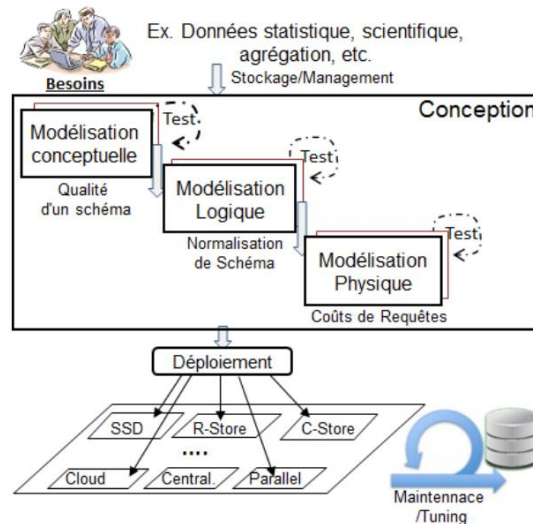 Ex. Données statistique, scientifique,
agrégation, etc.
Besoins
Stockage/Management
Conception
Test
Modélisation
conceptuelle
Qualité
d'un schéma
Test
Modélisation
Logique
Normalisation
de Schéma
Test
Modélisation
Physique
Coûts de Requêtes
Déploiement
SSD
R-Store
C-Store
....
Cloud
Central.
Parallel
Maintennace
/Tuning